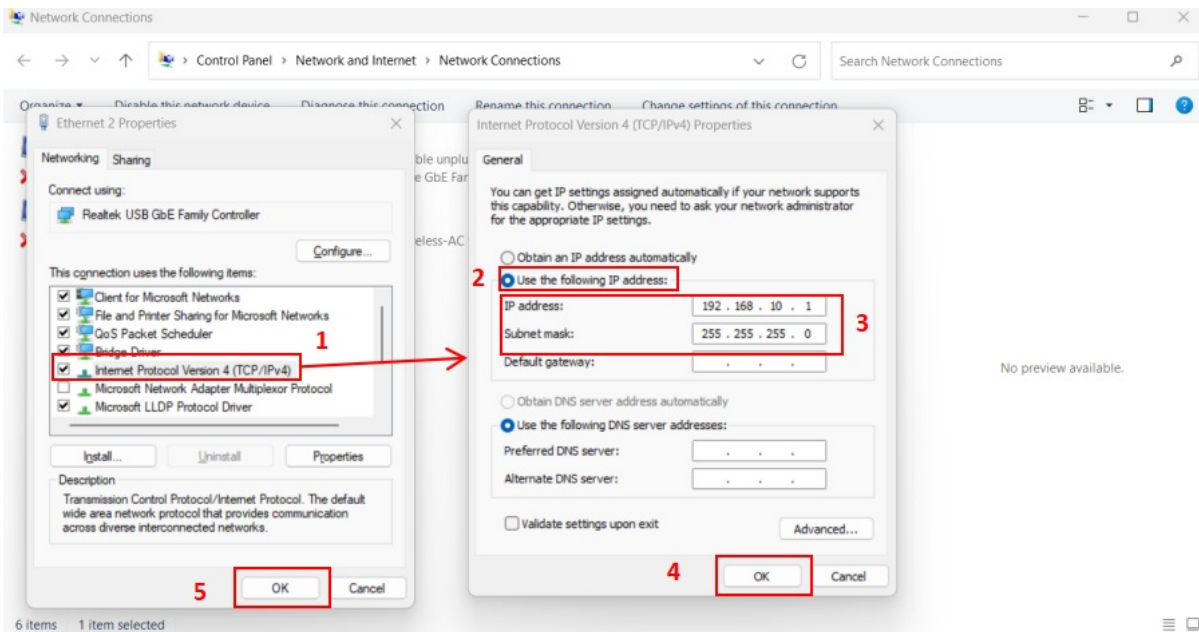 Network Connections
Control Panel > Network and Internet > Network Connections
Search Network Connections
Organize Disable this network device Diagnose this connection Rename this connection Change settings of this connection
Ethernet 2 Properties
Networking Sharing
Connect using:
Realtek USB GbE Family Controller
Configure...
This connection uses the following items:
Client for Microsoft Networks
File and Printer Sharing for Microsoft Networks
QoS Packet Scheduler
1
Bridge Driver
Internet Protocol Version 4 (TCP/IPv4)
Microsoft Network Adapter Multiplexor Protocol
Microsoft LLDP Protocol Driver
Install... Uninstall Properties
Description
Transmission Control Protocol/Internet Protocol. The default
wide area network protocol that provides communication
across diverse interconnected networks.
5
OK Cancel
ble unplu
e GbE Far
eless-AC
Internet Protocol Version 4 (TCP/IPv4) Properties
General
You can get IP settings assigned automatically if your network supports
this capability. Otherwise, you need to ask your network administrator
for the appropriate IP settings.
Obtain an IP address automatically
2 Use the following IP address:
IP address: 192 . 168 . 10 . 1
3
Subnet mask: 255 . 255 . 255 . 0
Default gateway: . . .
Obtain DNS server address automatically
Use the following DNS server addresses:
Preferred DNS server: . . .
Alternate DNS server: . . .
Validate settings upon exit
Advanced...
4
OK Cancel
No preview available.
6 items 1 item selected